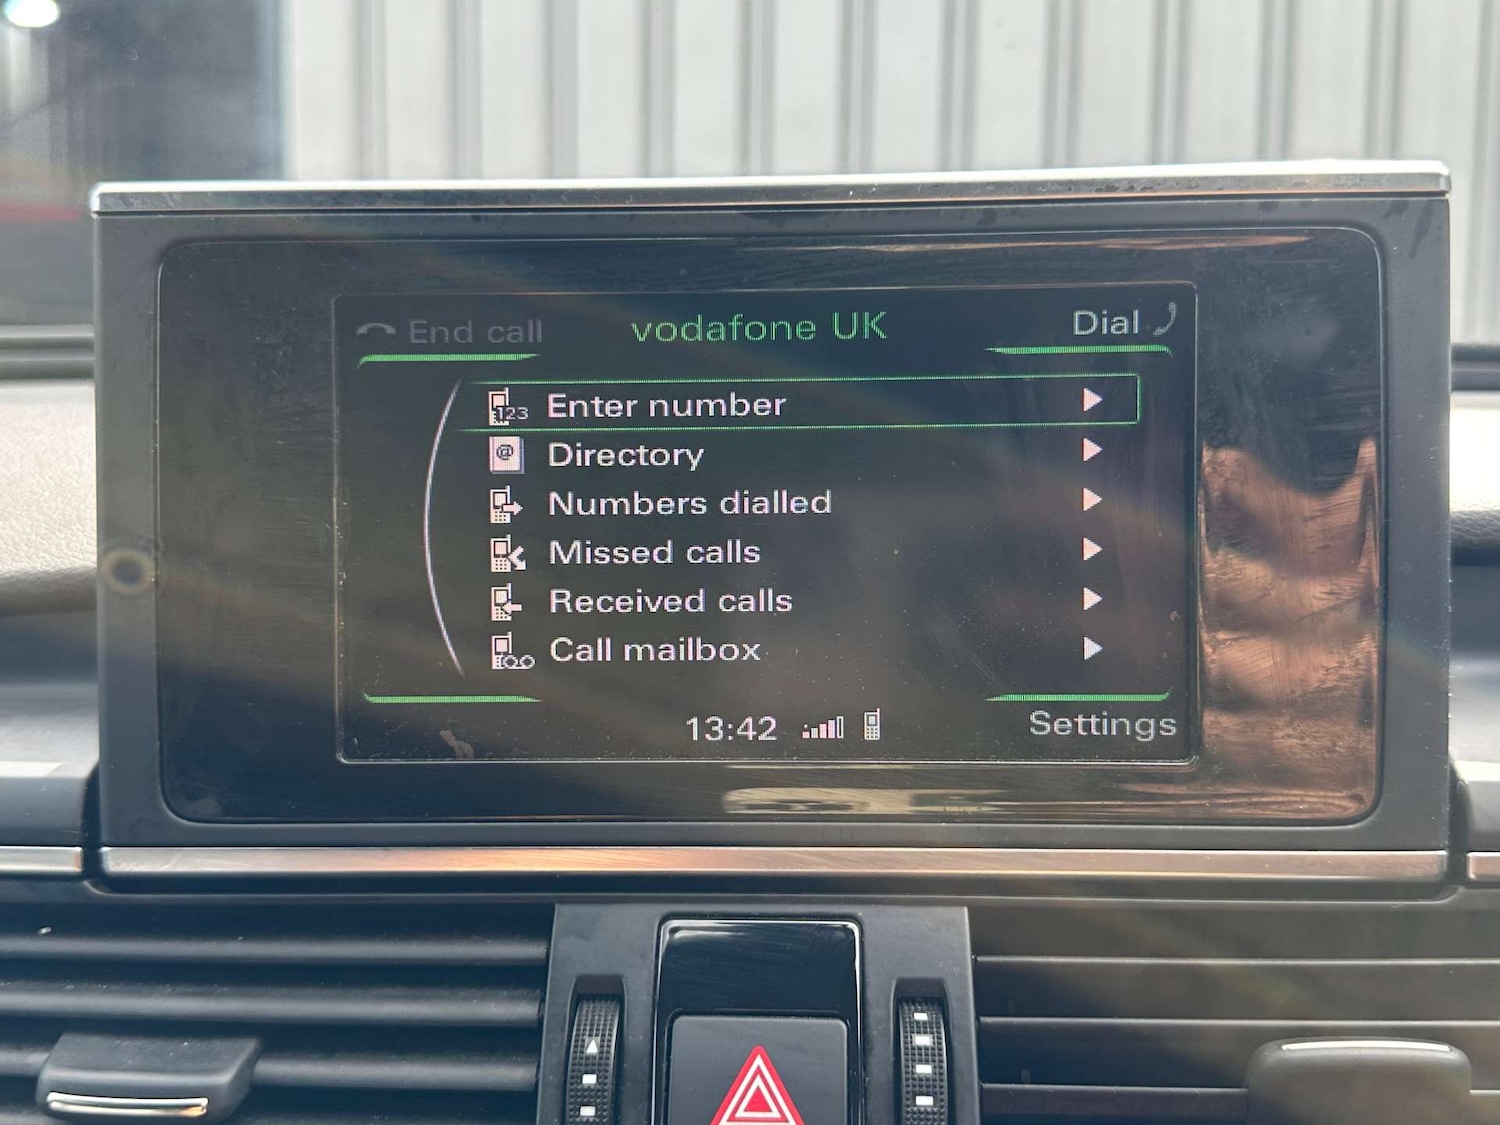 End call
vodafone UK
Dial
123
Enter number
@
Directory
Numbers dialled
Missed calls
Received calls
Call mailbox
13:42
Settings